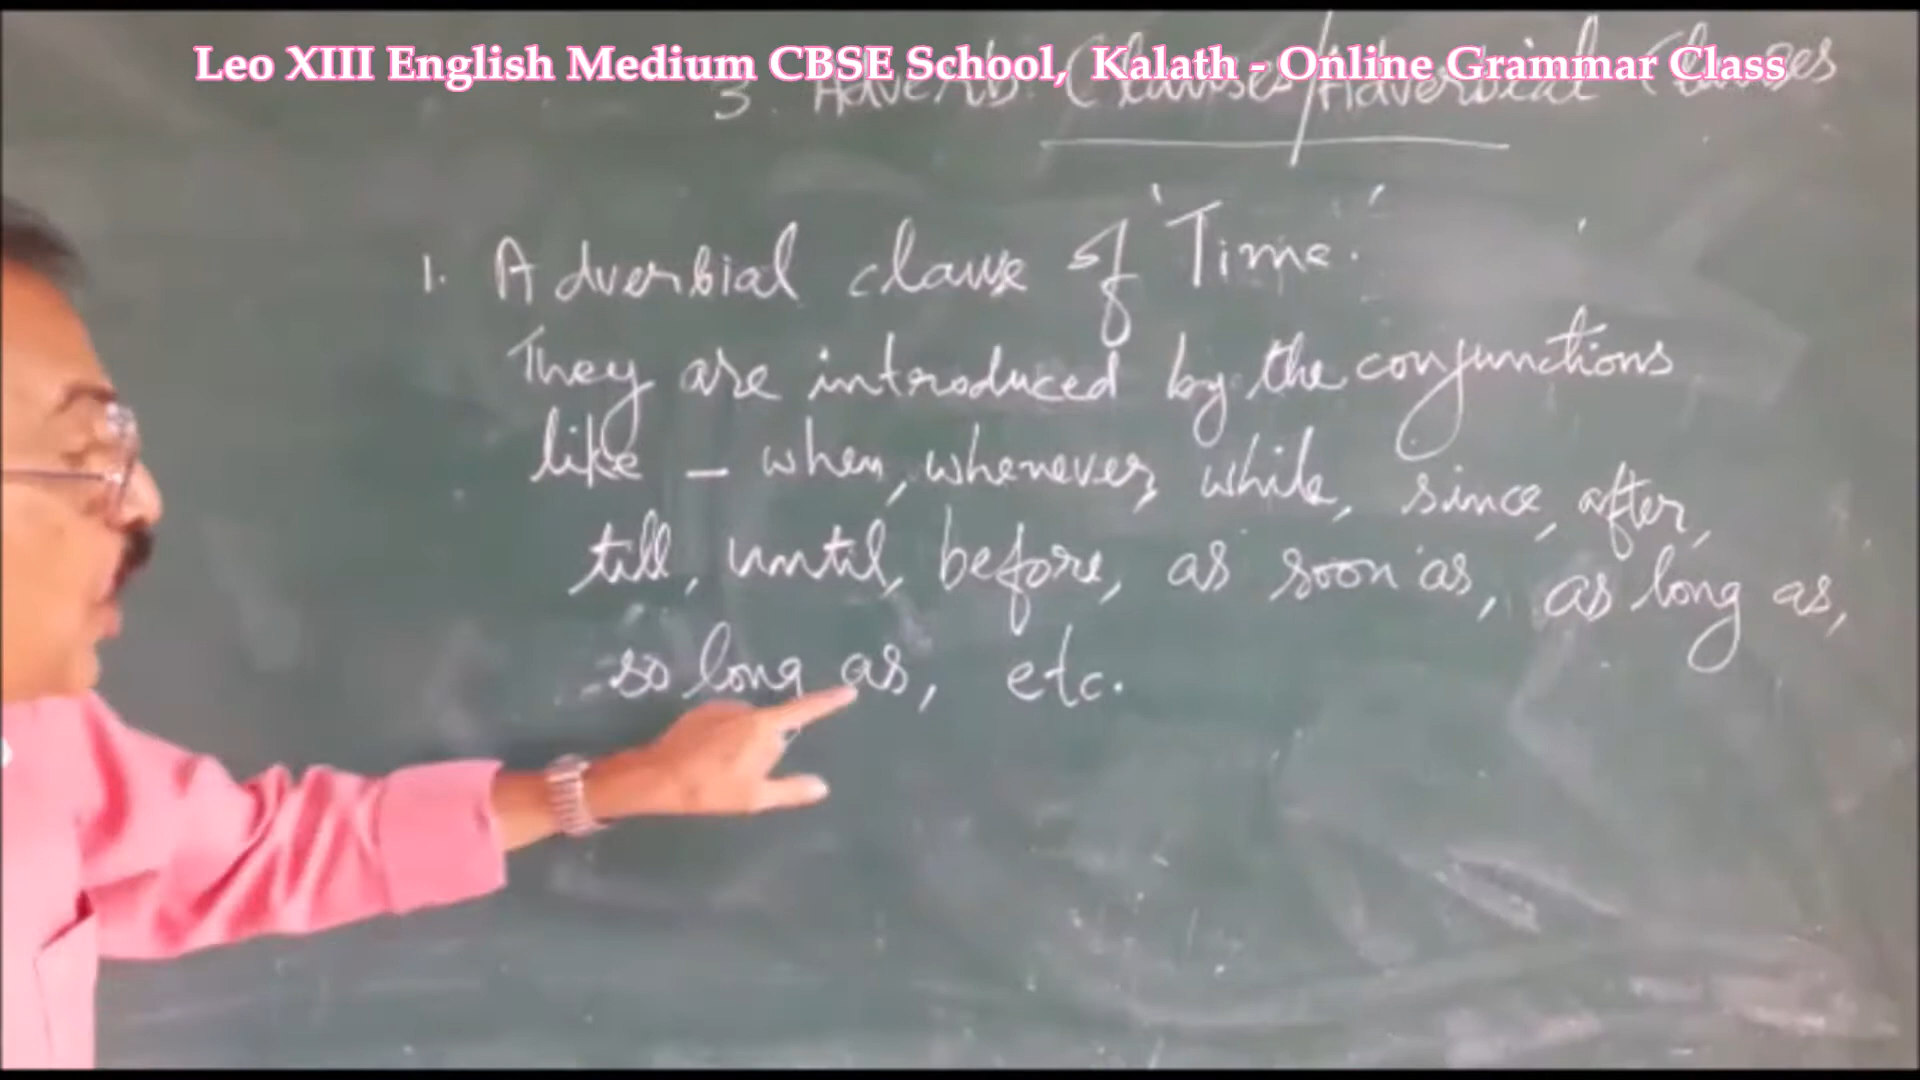 Leo XIII English Medium CBSE School, Kalath - Online Grammar Class
3. Adverb Clauses/Adverbial Clauses
1. Adverbial clause of 'Time.'
They are introduced by the conjunctions
like - when, whenever, while, since, after,
till, until, before, as soon as, as long as,
so long as, etc.